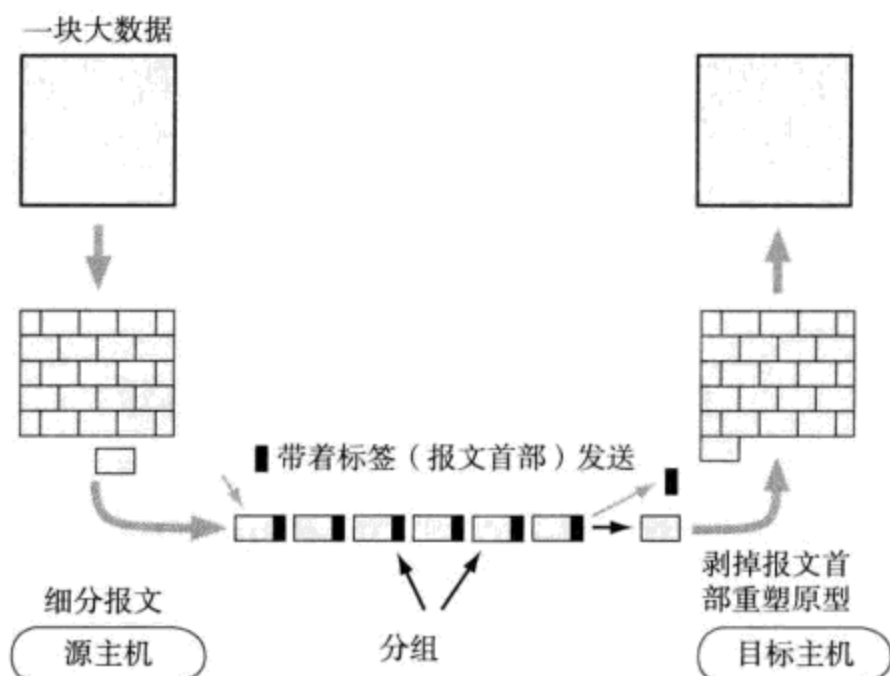 一块大数据
带着标签（报文首部）发送
细分报文
源主机
分组
剥掉报文首
部重塑原型
目标主机